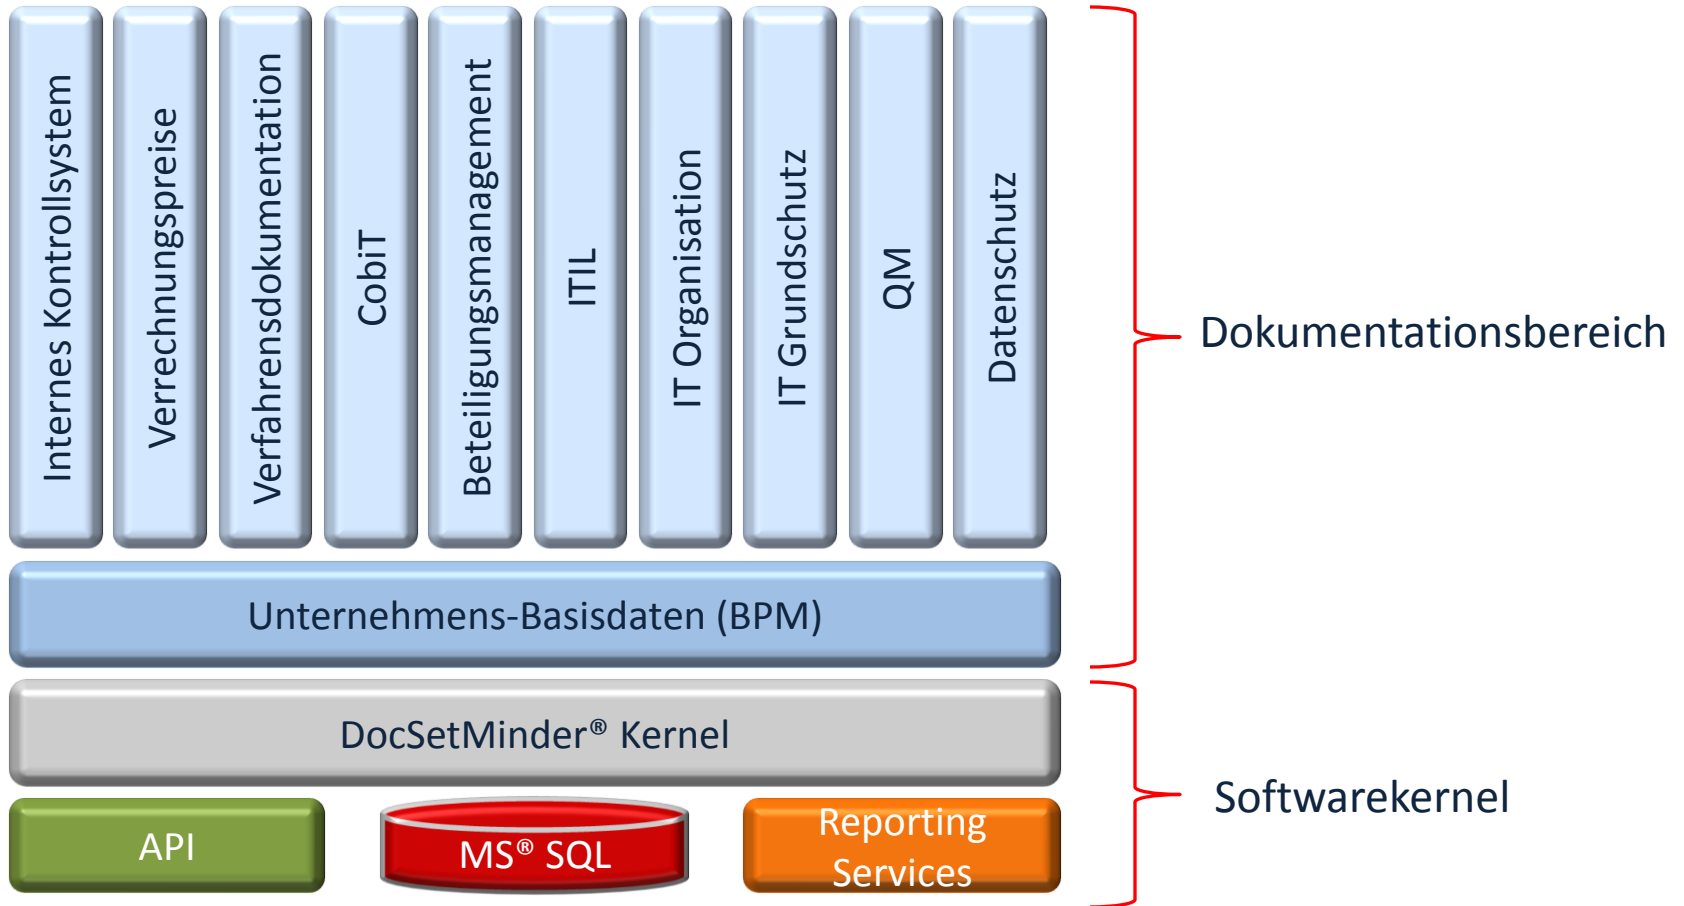 Internes Kontrollsystem
Verrechnungspreise
Verfahrensdokumentation
CobiT
Beteiligungsmanagement
ITIL
IT Organisation
IT Grundschutz
QM
Datenschutz
Dokumentationsbereich
Unternehmens-Basisdaten (BPM)
DocSetMinder® Kernel
Softwarekernel
API
MS® SQL
Reporting
Services